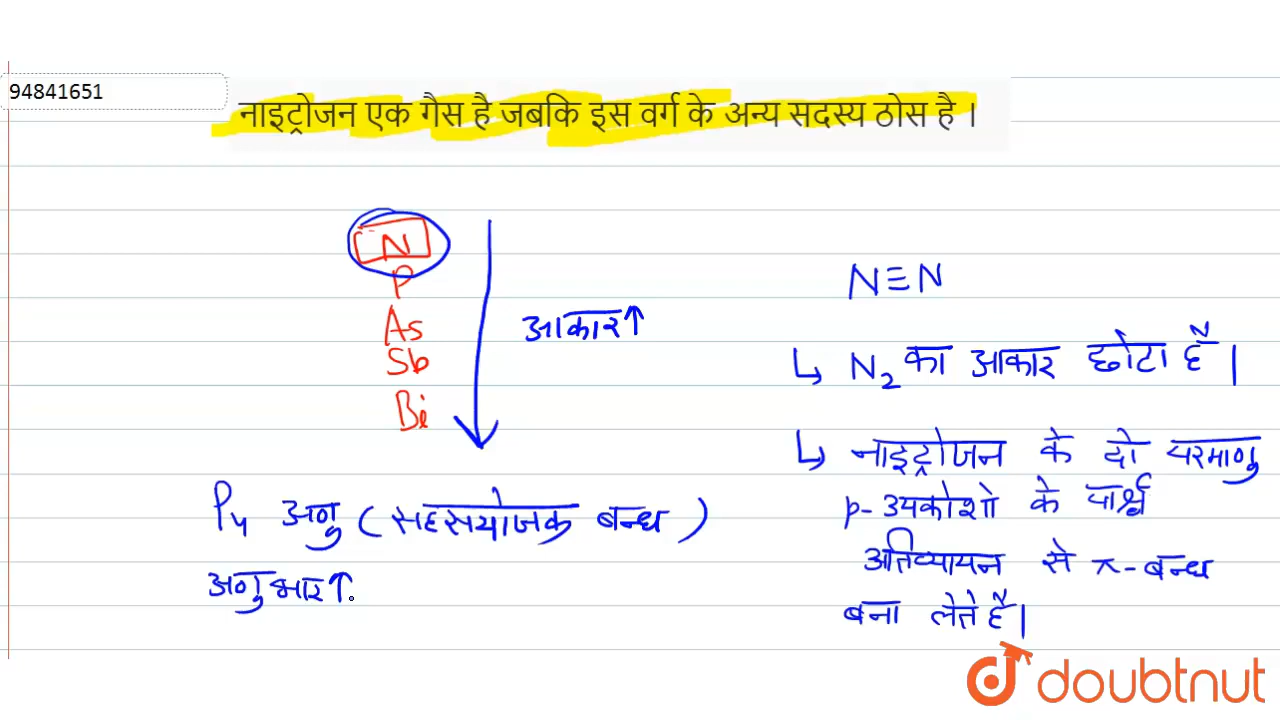 94841651
नाइट्रोजन एक गैस है जबकि इस वर्ग के अन्य सदस्य ठोस है ।
N
P
As
Sb
Bi
आकार↑
P4 अणु (सहसंयोजक बन्ध)
अणुभार↑
N≡N
↳ N2 का आकार छोटा है।
↳ नाइट्रोजन के दो परमाणु
p-उपकोशो के पार्श्व
अतिव्यापन से π-बन्ध
बना लेते है।
doubtnut